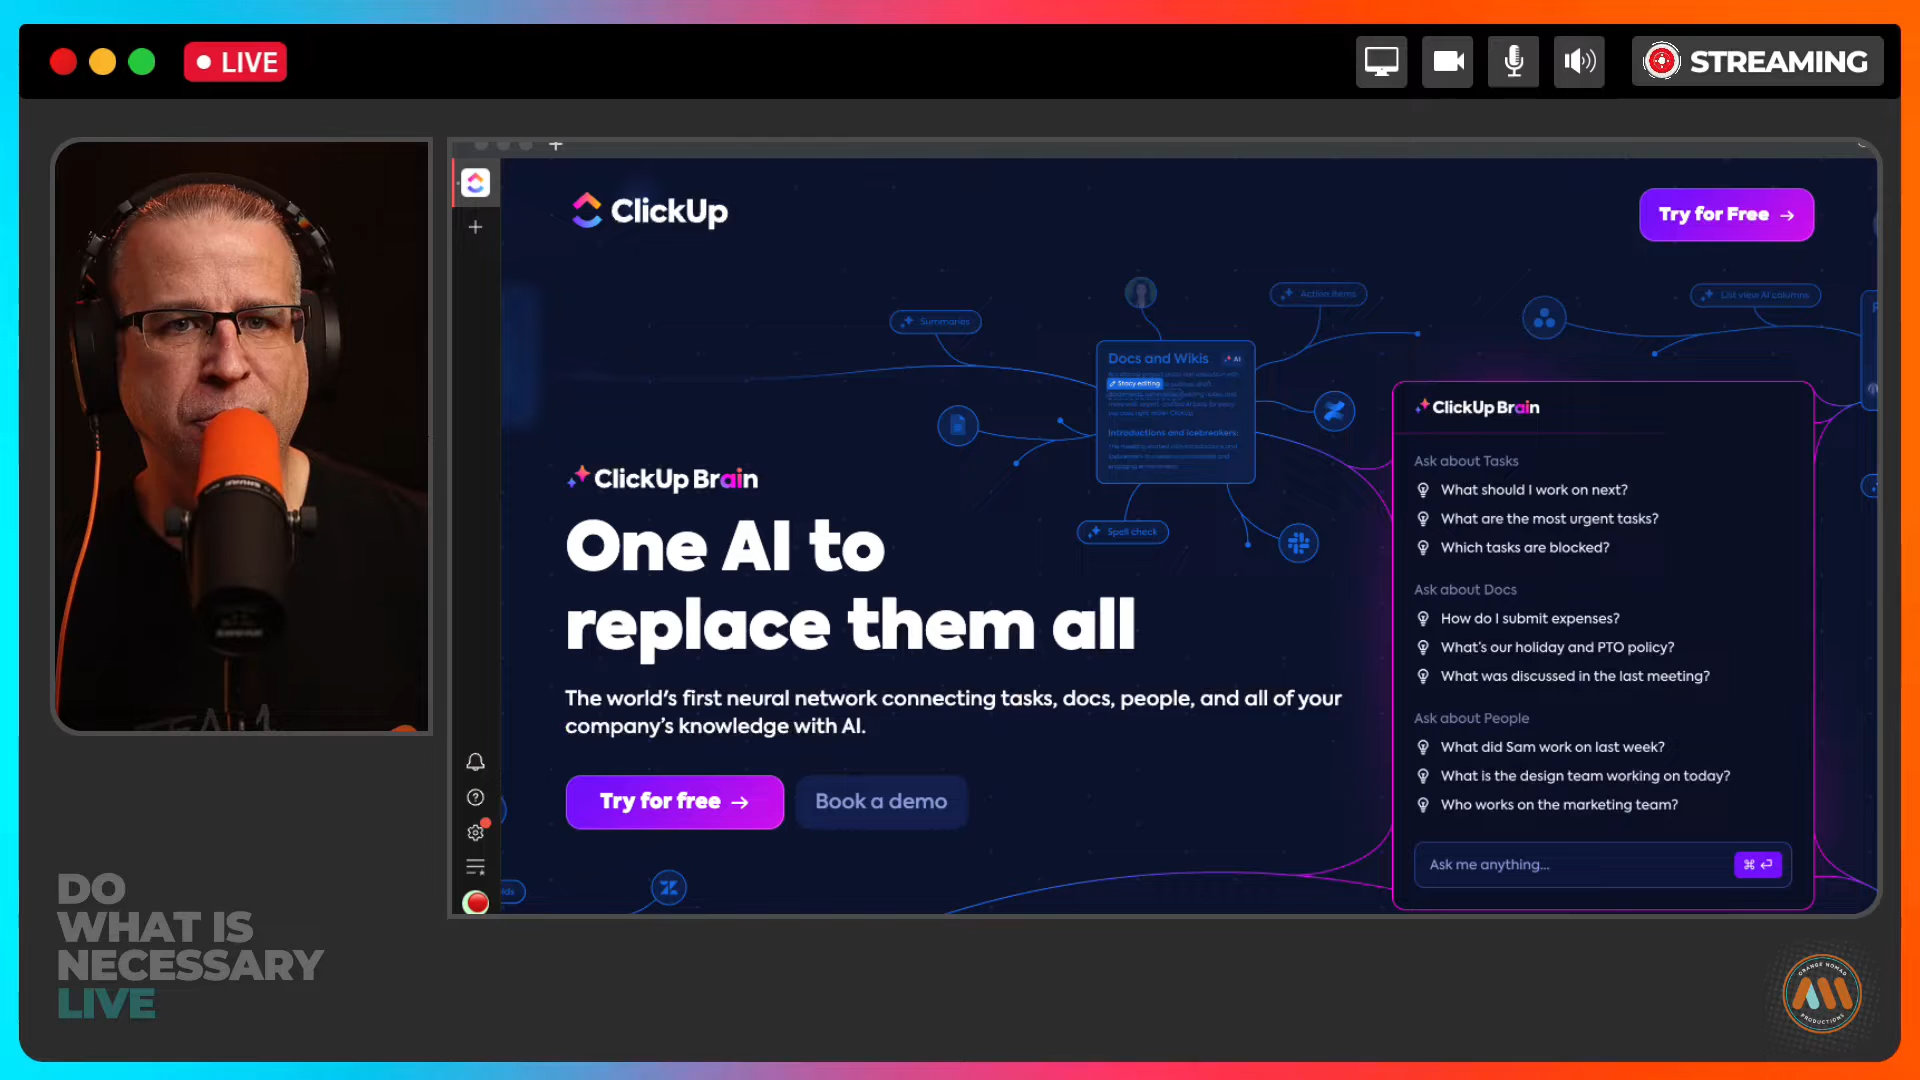 LIVE
STREAMING
ClickUp
Try for Free →
Summaries
Action items
List view AI columns
Docs and Wikis
AI
Stacy editing
Introductions and Icebreakers:
Spell check
ClickUp Brain
One AI to
replace them all
The world's first neural network connecting tasks, docs, people, and all of your
company's knowledge with AI.
Try for free →
Book a demo
ClickUp Brain
Ask about Tasks
What should I work on next?
What are the most urgent tasks?
Which tasks are blocked?
Ask about Docs
How do I submit expenses?
What's our holiday and PTO policy?
What was discussed in the last meeting?
Ask about People
What did Sam work on last week?
What is the design team working on today?
Who works on the marketing team?
Ask me anything...
DO
WHAT IS
NECESSARY
LIVE
ORANGE NOMAD
PRODUCTIONS